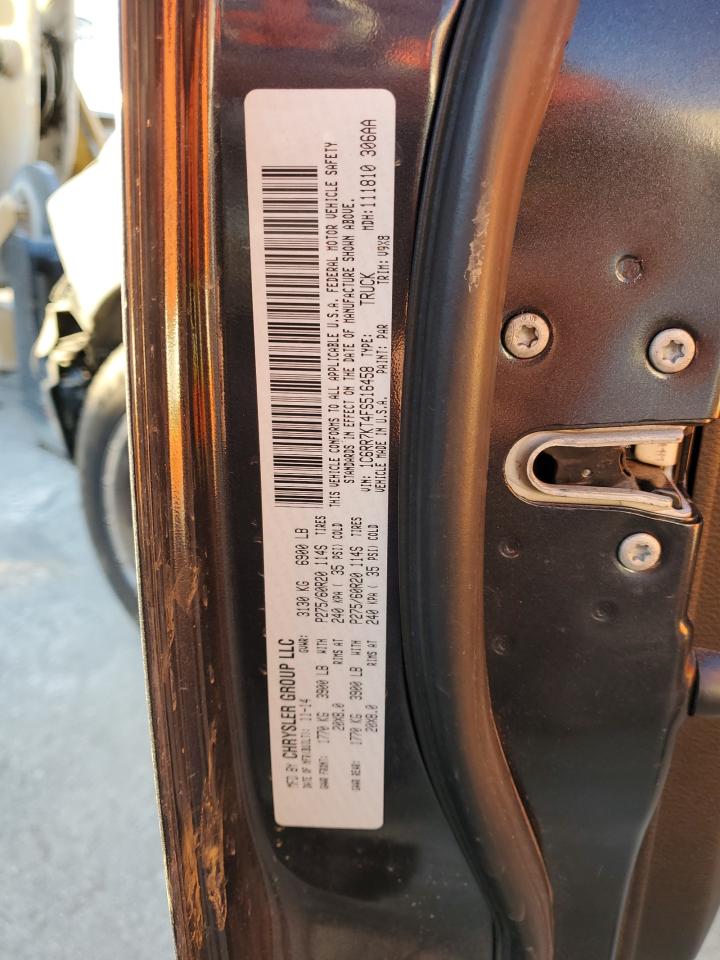 MFD BY CHRYSLER GROUP LLC
DATE OF MFR(BUILT): 11-14 GVWR: 3130 KG 6900 LB
GAWR FRONT: 1770 KG 3900 LB WITH P275/60R20 114S TIRES
20X8.0 RIMS AT 240 KPA ( 35 PSI) COLD
GAWR REAR: 1770 KG 3900 LB WITH P275/60R20 114S TIRES
20X8.0 RIMS AT 240 KPA ( 35 PSI) COLD
THIS VEHICLE CONFORMS TO ALL APPLICABLE U.S.A. FEDERAL MOTOR VEHICLE SAFETY
STANDARDS IN EFFECT ON THE DATE OF MANUFACTURE SHOWN ABOVE.
VIN: 1C6RR7KT4FS516458 TYPE: TRUCK MDH:111810 306AA
VEHICLE MADE IN U.S.A. PAINT: PAR TRIM: V9X8